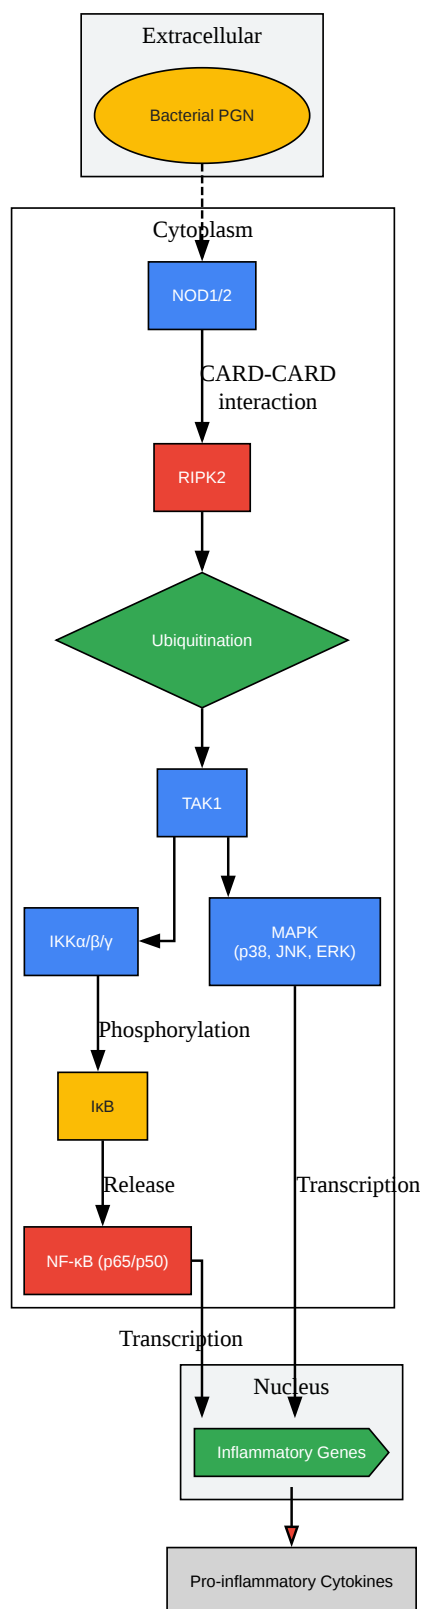 Extracellular
Bacterial PGN
Cytoplasm
NOD1/2
CARD-CARD
interaction
RIPK2
Ubiquitination
TAK1
IKKα/β/γ
MAPK
(p38, JNK, ERK)
Phosphorylation
IκB
Release
Transcription
NF-κB (p65/p50)
Transcription
Nucleus
Inflammatory Genes
Pro-inflammatory Cytokines